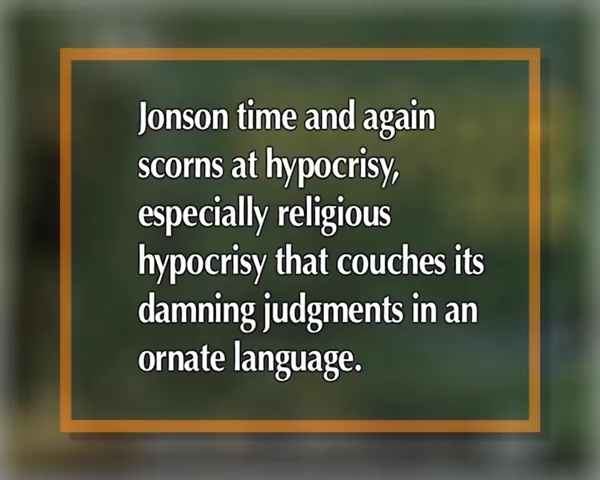 Jonson time and again
scorns at hypocrisy,
especially religious
hypocrisy that couches its
damning judgments in an
ornate language.